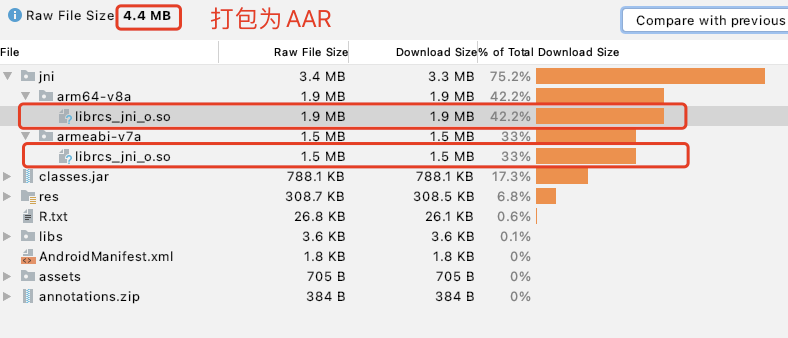 Raw File Size: 4.4 MB 打包为 AAR Compare with previous
File Raw File Size Download Size % of Total Download Size
jni 3.4 MB 3.3 MB 75.2%
arm64-v8a 1.9 MB 1.9 MB 42.2%
librcs_jni_o.so 1.9 MB 1.9 MB 42.2%
armeabi-v7a 1.5 MB 1.5 MB 33%
librcs_jni_o.so 1.5 MB 1.5 MB 33%
classes.jar 788.1 KB 788.1 KB 17.3%
res 308.7 KB 308.5 KB 6.8%
R.txt 26.8 KB 26.1 KB 0.6%
libs 3.6 KB 3.6 KB 0.1%
AndroidManifest.xml 1.8 KB 1.8 KB 0%
assets 705 B 705 B 0%
annotations.zip 384 B 384 B 0%